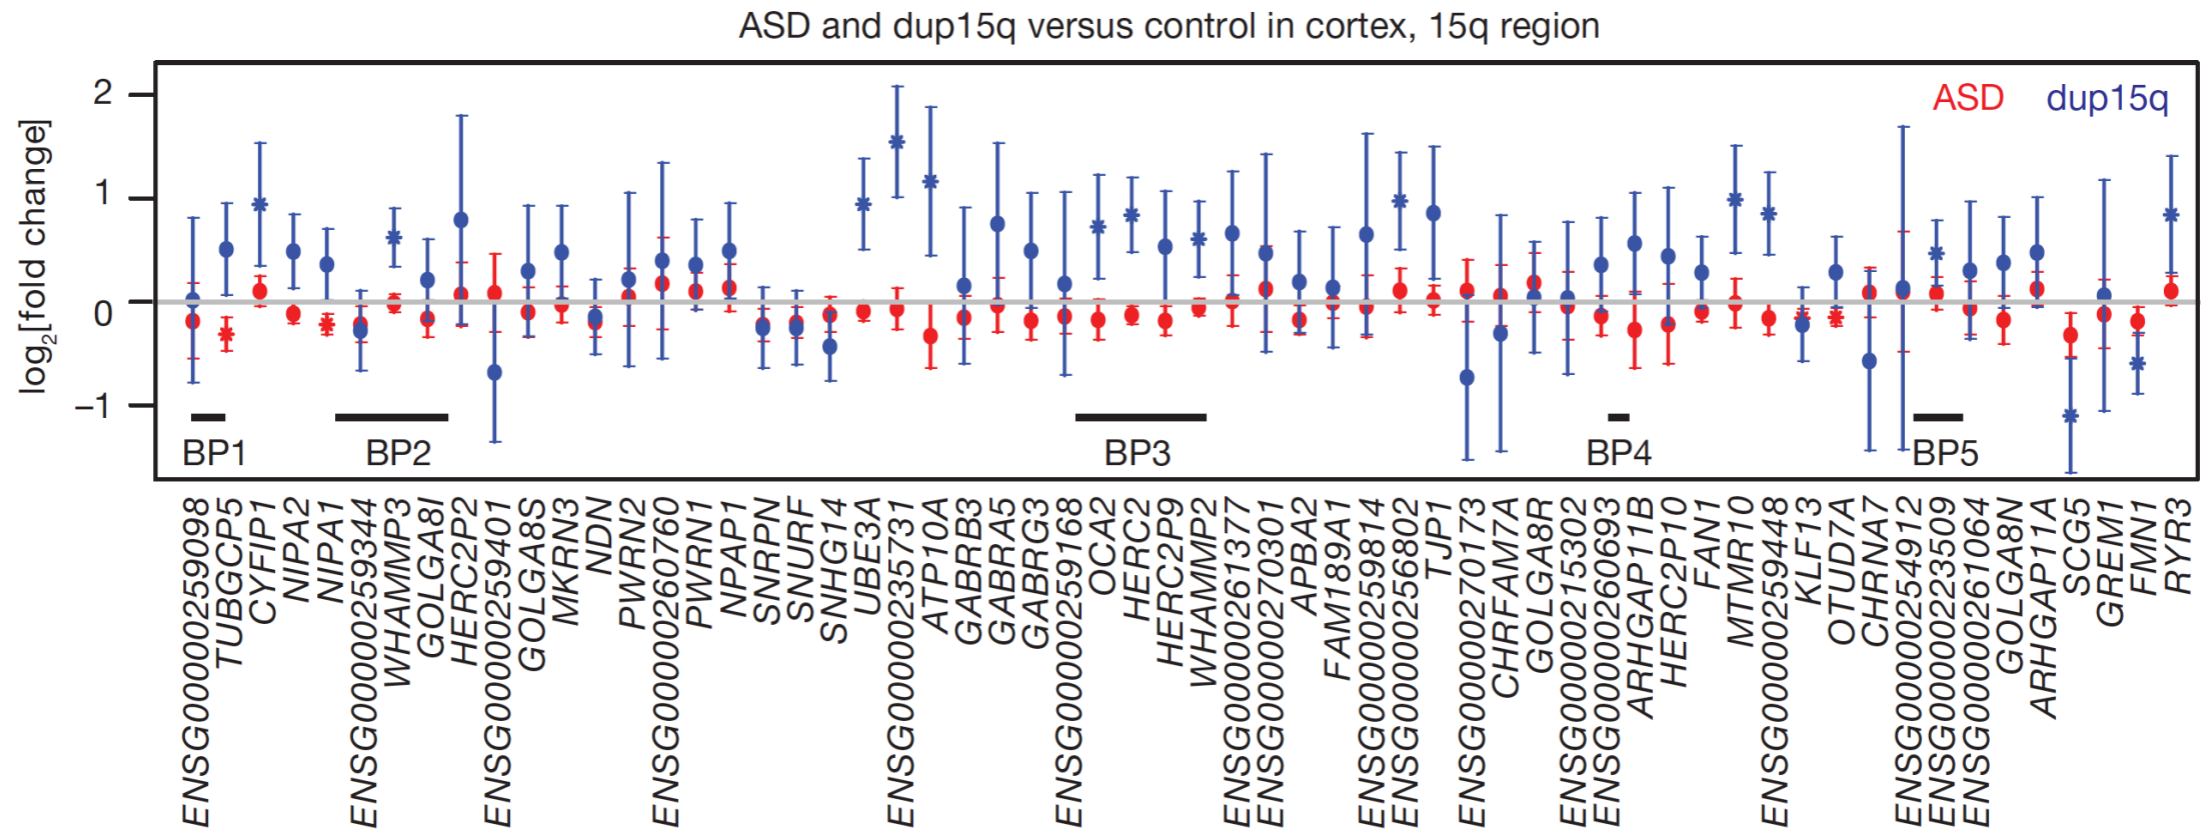 ASD and dup15q versus control in cortex, 15q region
log2[fold change]
2
1
0
−1
ASD dup15q
BP1 BP2 BP3 BP4 BP5
ENSG00000259098
TUBGCP5
CYFIP1
NIPA2
NIPA1
ENSG00000259344
WHAMMP3
GOLGA8I
HERC2P2
ENSG00000259401
GOLGA8S
MKRN3
NDN
PWRN2
ENSG00000260760
PWRN1
NPAP1
SNRPN
SNURF
SNHG14
UBE3A
ENSG00000235731
ATP10A
GABRB3
GABRA5
GABRG3
ENSG00000259168
OCA2
HERC2
HERC2P9
WHAMMP2
ENSG00000261377
ENSG00000270301
APBA2
FAM189A1
ENSG00000259814
ENSG00000256802
TJP1
ENSG00000270173
CHRFAM7A
GOLGA8R
ENSG00000215302
ENSG00000260693
ARHGAP11B
HERC2P10
FAN1
MTMR10
ENSG00000259448
KLF13
OTUD7A
CHRNA7
ENSG00000254912
ENSG00000223509
ENSG00000261064
GOLGA8N
ARHGAP11A
SCG5
GREM1
FMN1
RYR3